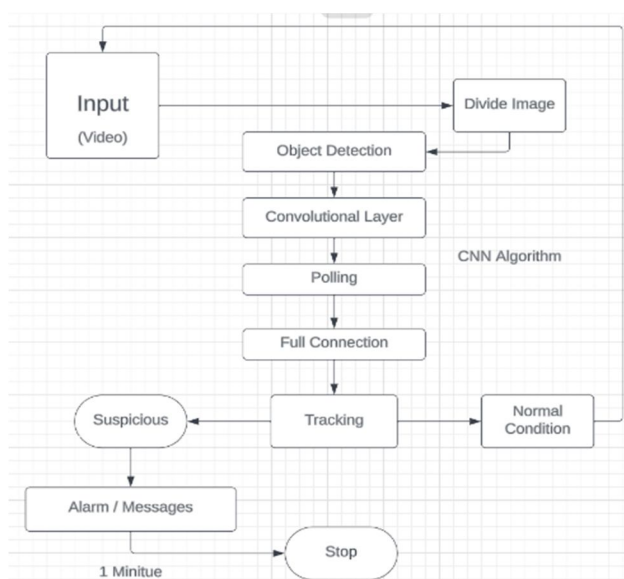 Input
(Video)
Divide Image
Object Detection
Convolutional Layer
CNN Algorithm
Polling
Full Connection
Suspicious
Tracking
Normal
Condition
Alarm / Messages
Stop
1 Minitue